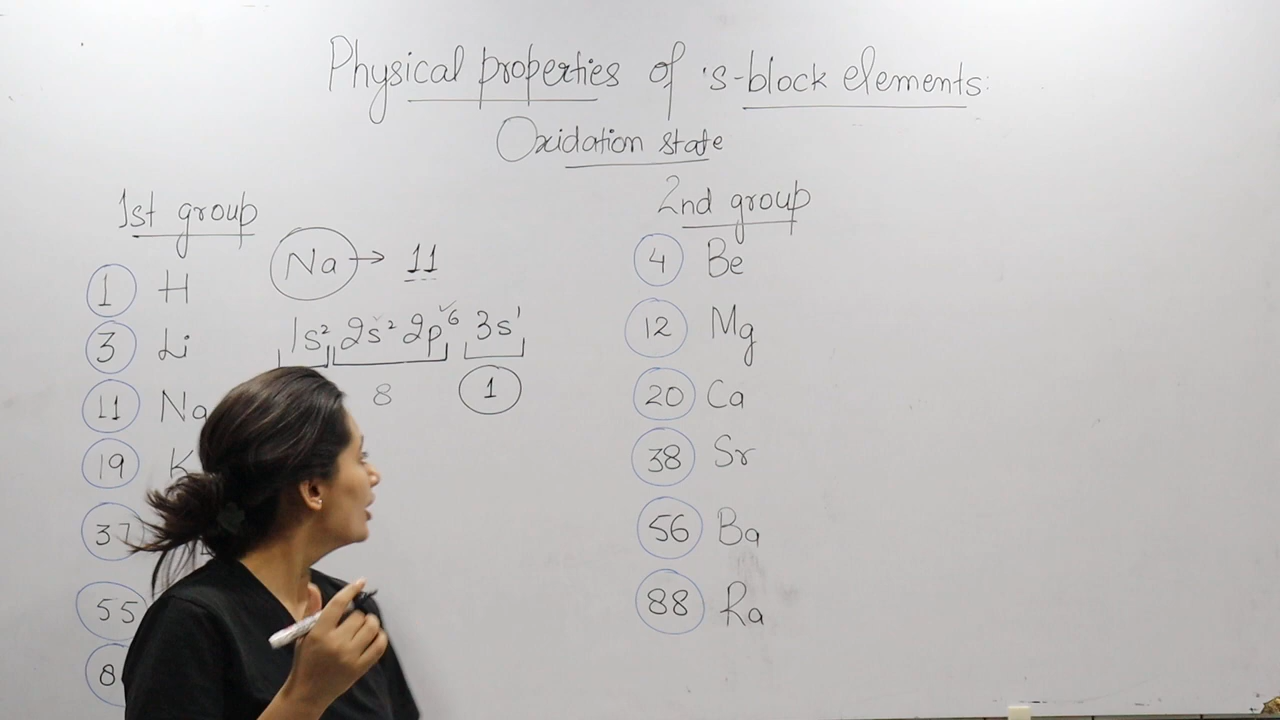 Physical properties of s-block elements:
Oxidation state
1st group
1 H
3 Li
11 Na
19 K
37
55
8
Na → 11
1s² 2s² 2p⁶ 3s¹
8 1
2nd group
4 Be
12 Mg
20 Ca
38 Sr
56 Ba
88 Ra